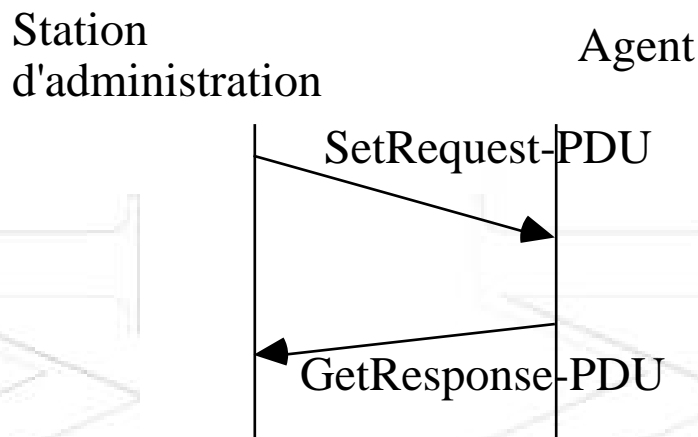 Station
d'administration
Agent
SetRequest-PDU
GetResponse-PDU